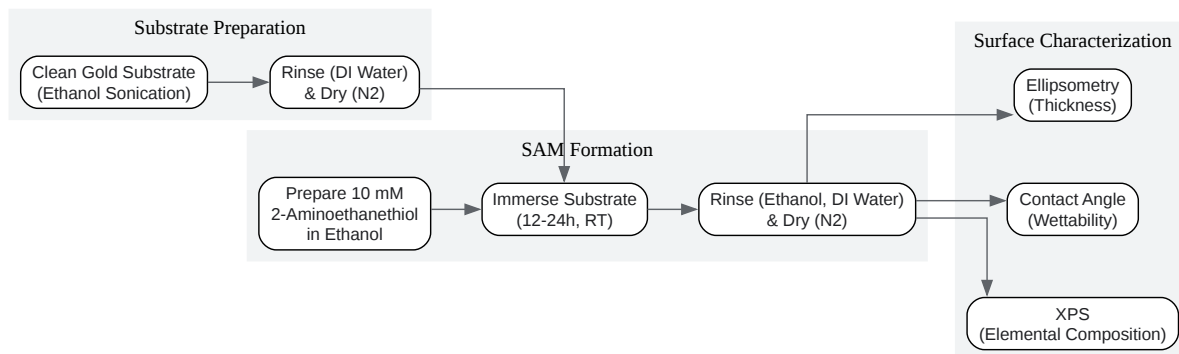 Substrate Preparation
Clean Gold Substrate
(Ethanol Sonication)
Rinse (DI Water)
& Dry (N2)
SAM Formation
Prepare 10 mM
2-Aminoethanethiol
in Ethanol
Immerse Substrate
(12-24h, RT)
Rinse (Ethanol, DI Water)
& Dry (N2)
Surface Characterization
Ellipsometry
(Thickness)
Contact Angle
(Wettability)
XPS
(Elemental Composition)